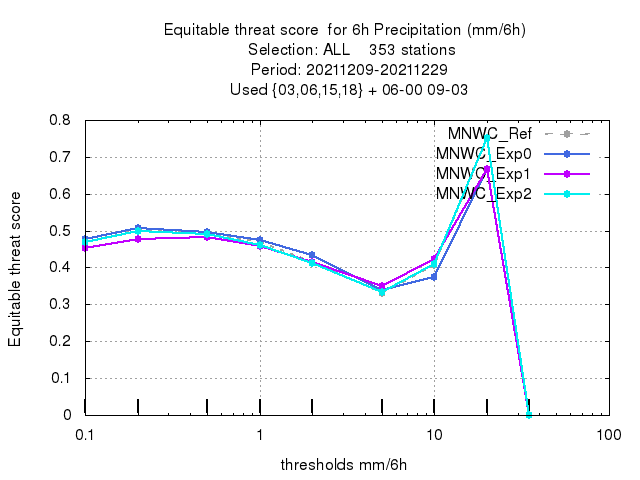 Equitable threat score for 6h Precipitation (mm/6h)
Selection: ALL 353 stations
Period: 20211209-20211229
Used {03,06,15,18} + 06-00 09-03
MNWC_Ref
MNWC_Exp0
MNWC_Exp1
MNWC_Exp2
Equitable threat score
0.8
0.7
0.6
0.5
0.4
0.3
0.2
0.1
0
0.1 1 10 100
thresholds mm/6h